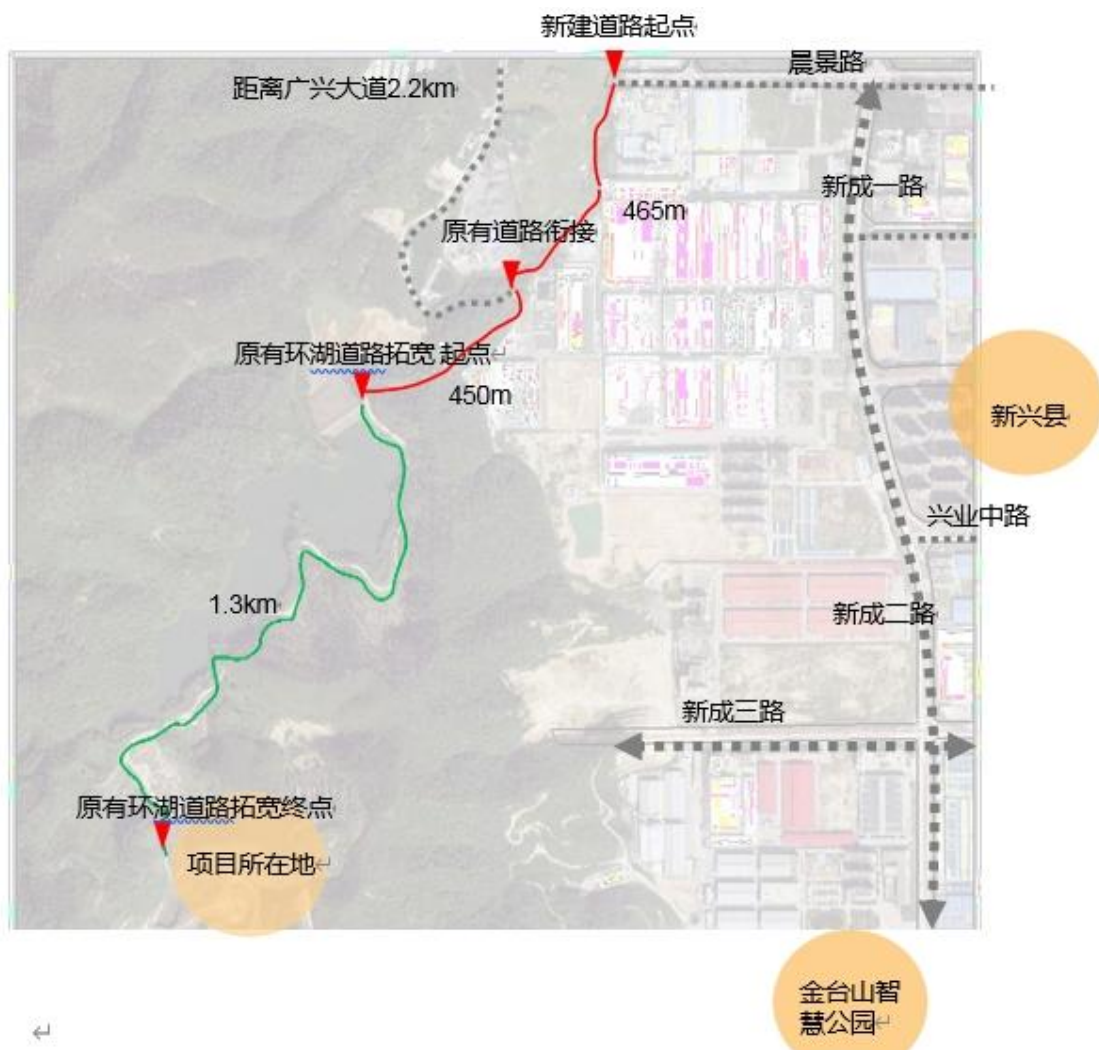 新建道路起点
晨景路
距离广兴大道2.2km
新成一路
465m
原有道路衔接
原有环湖道路拓宽 起点
450m
新兴县
兴业中路
1.3km
新成二路
新成三路
原有环湖道路拓宽终点
项目所在地
金台山智
慧公园